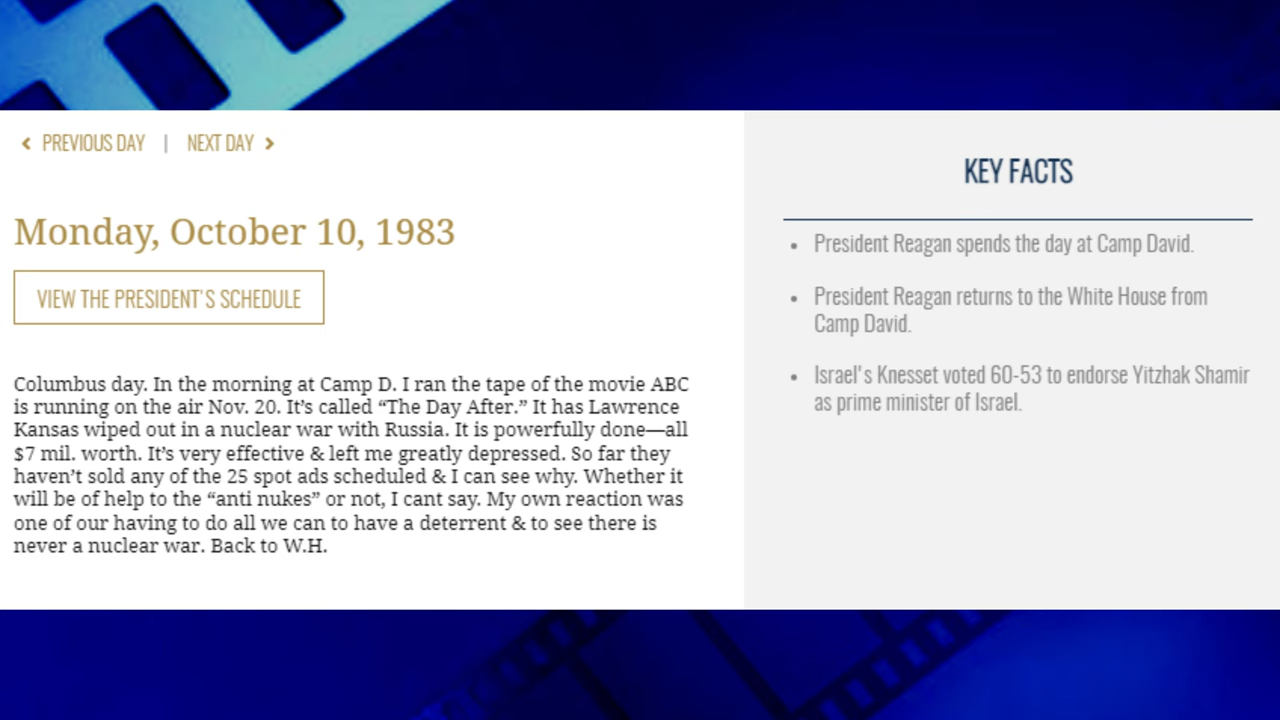 PREVIOUS DAY | NEXT DAY
Monday, October 10, 1983
VIEW THE PRESIDENT'S SCHEDULE
Columbus day. In the morning at Camp D. I ran the tape of the movie ABC
is running on the air Nov. 20. It’s called “The Day After.” It has Lawrence
Kansas wiped out in a nuclear war with Russia. It is powerfully done—all
$7 mil. worth. It’s very effective & left me greatly depressed. So far they
haven’t sold any of the 25 spot ads scheduled & I can see why. Whether it
will be of help to the “anti nukes” or not, I cant say. My own reaction was
one of our having to do all we can to have a deterrent & to see there is
never a nuclear war. Back to W.H.
KEY FACTS
• President Reagan spends the day at Camp David.
• President Reagan returns to the White House from
Camp David.
• Israel's Knesset voted 60-53 to endorse Yitzhak Shamir
as prime minister of Israel.